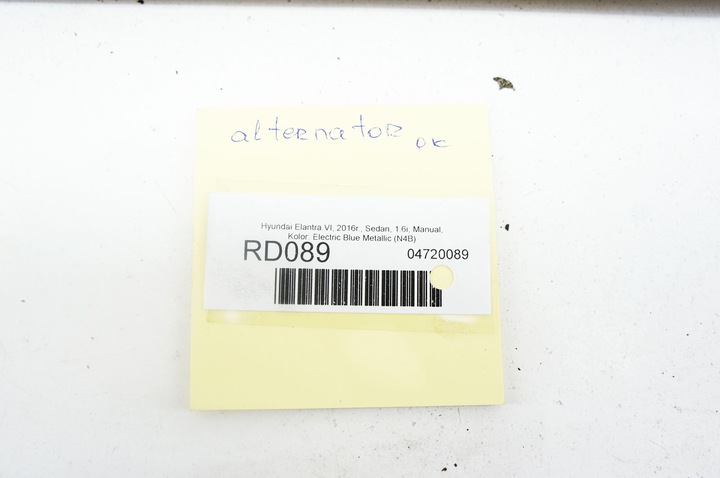 alternator OK
Hyundai Elantra VI, 2016r., Sedan, 1.6i, Manual,
Kolor: Electric Blue Metallic (N4B)
RD089 04720089